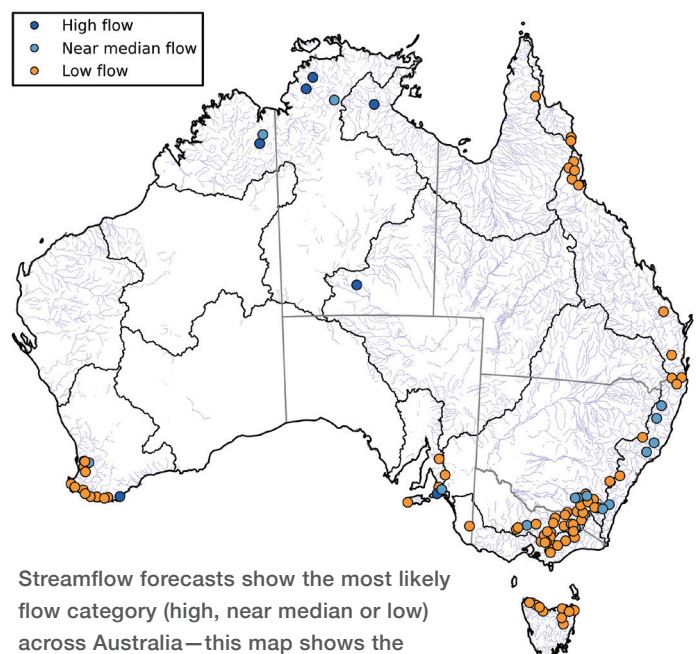 High flow
Near median flow
Low flow
Streamflow forecasts show the most likely
flow category (high, near median or low)
across Australia—this map shows the